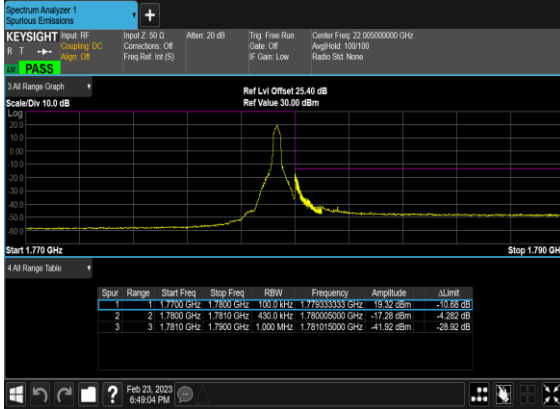 Spectrum Analyzer 1
Spurious Emissions
+
KEYSIGHT Input: RF Input Z: 50 Ω Atten: 20 dB Trig: Free Run Center Freq: 22.005000000 GHz
R T Coupling: DC Corrections: Off Gate: Off Avg|Hold: 100/100
Align: Off Freq Ref: Int (S) IF Gain: Low Radio Std: None
PASS
3 All Range Graph
Ref Lvl Offset 25.40 dB
Scale/Div 10.0 dB Ref Value 30.00 dBm
Log
20.0
10.0
0.00
-10.0
-20.0
-30.0
-40.0
-50.0
-60.0
Start 1.770 GHz Stop 1.790 GH
4 All Range Table
Spur Range Start Freq Stop Freq RBW Frequency Amplitude ΔLimit
1 1 1.7700 GHz 1.7800 GHz 100.0 kHz 1.779333333 GHz 19.32 dBm -10.68 dB
2 2 1.7800 GHz 1.7810 GHz 430.0 kHz 1.780005000 GHz -17.28 dBm -4.282 dB
3 3 1.7810 GHz 1.7900 GHz 1.000 MHz 1.781015000 GHz -41.92 dBm -28.92 dB
? Feb 23, 2023
6:49:04 PM